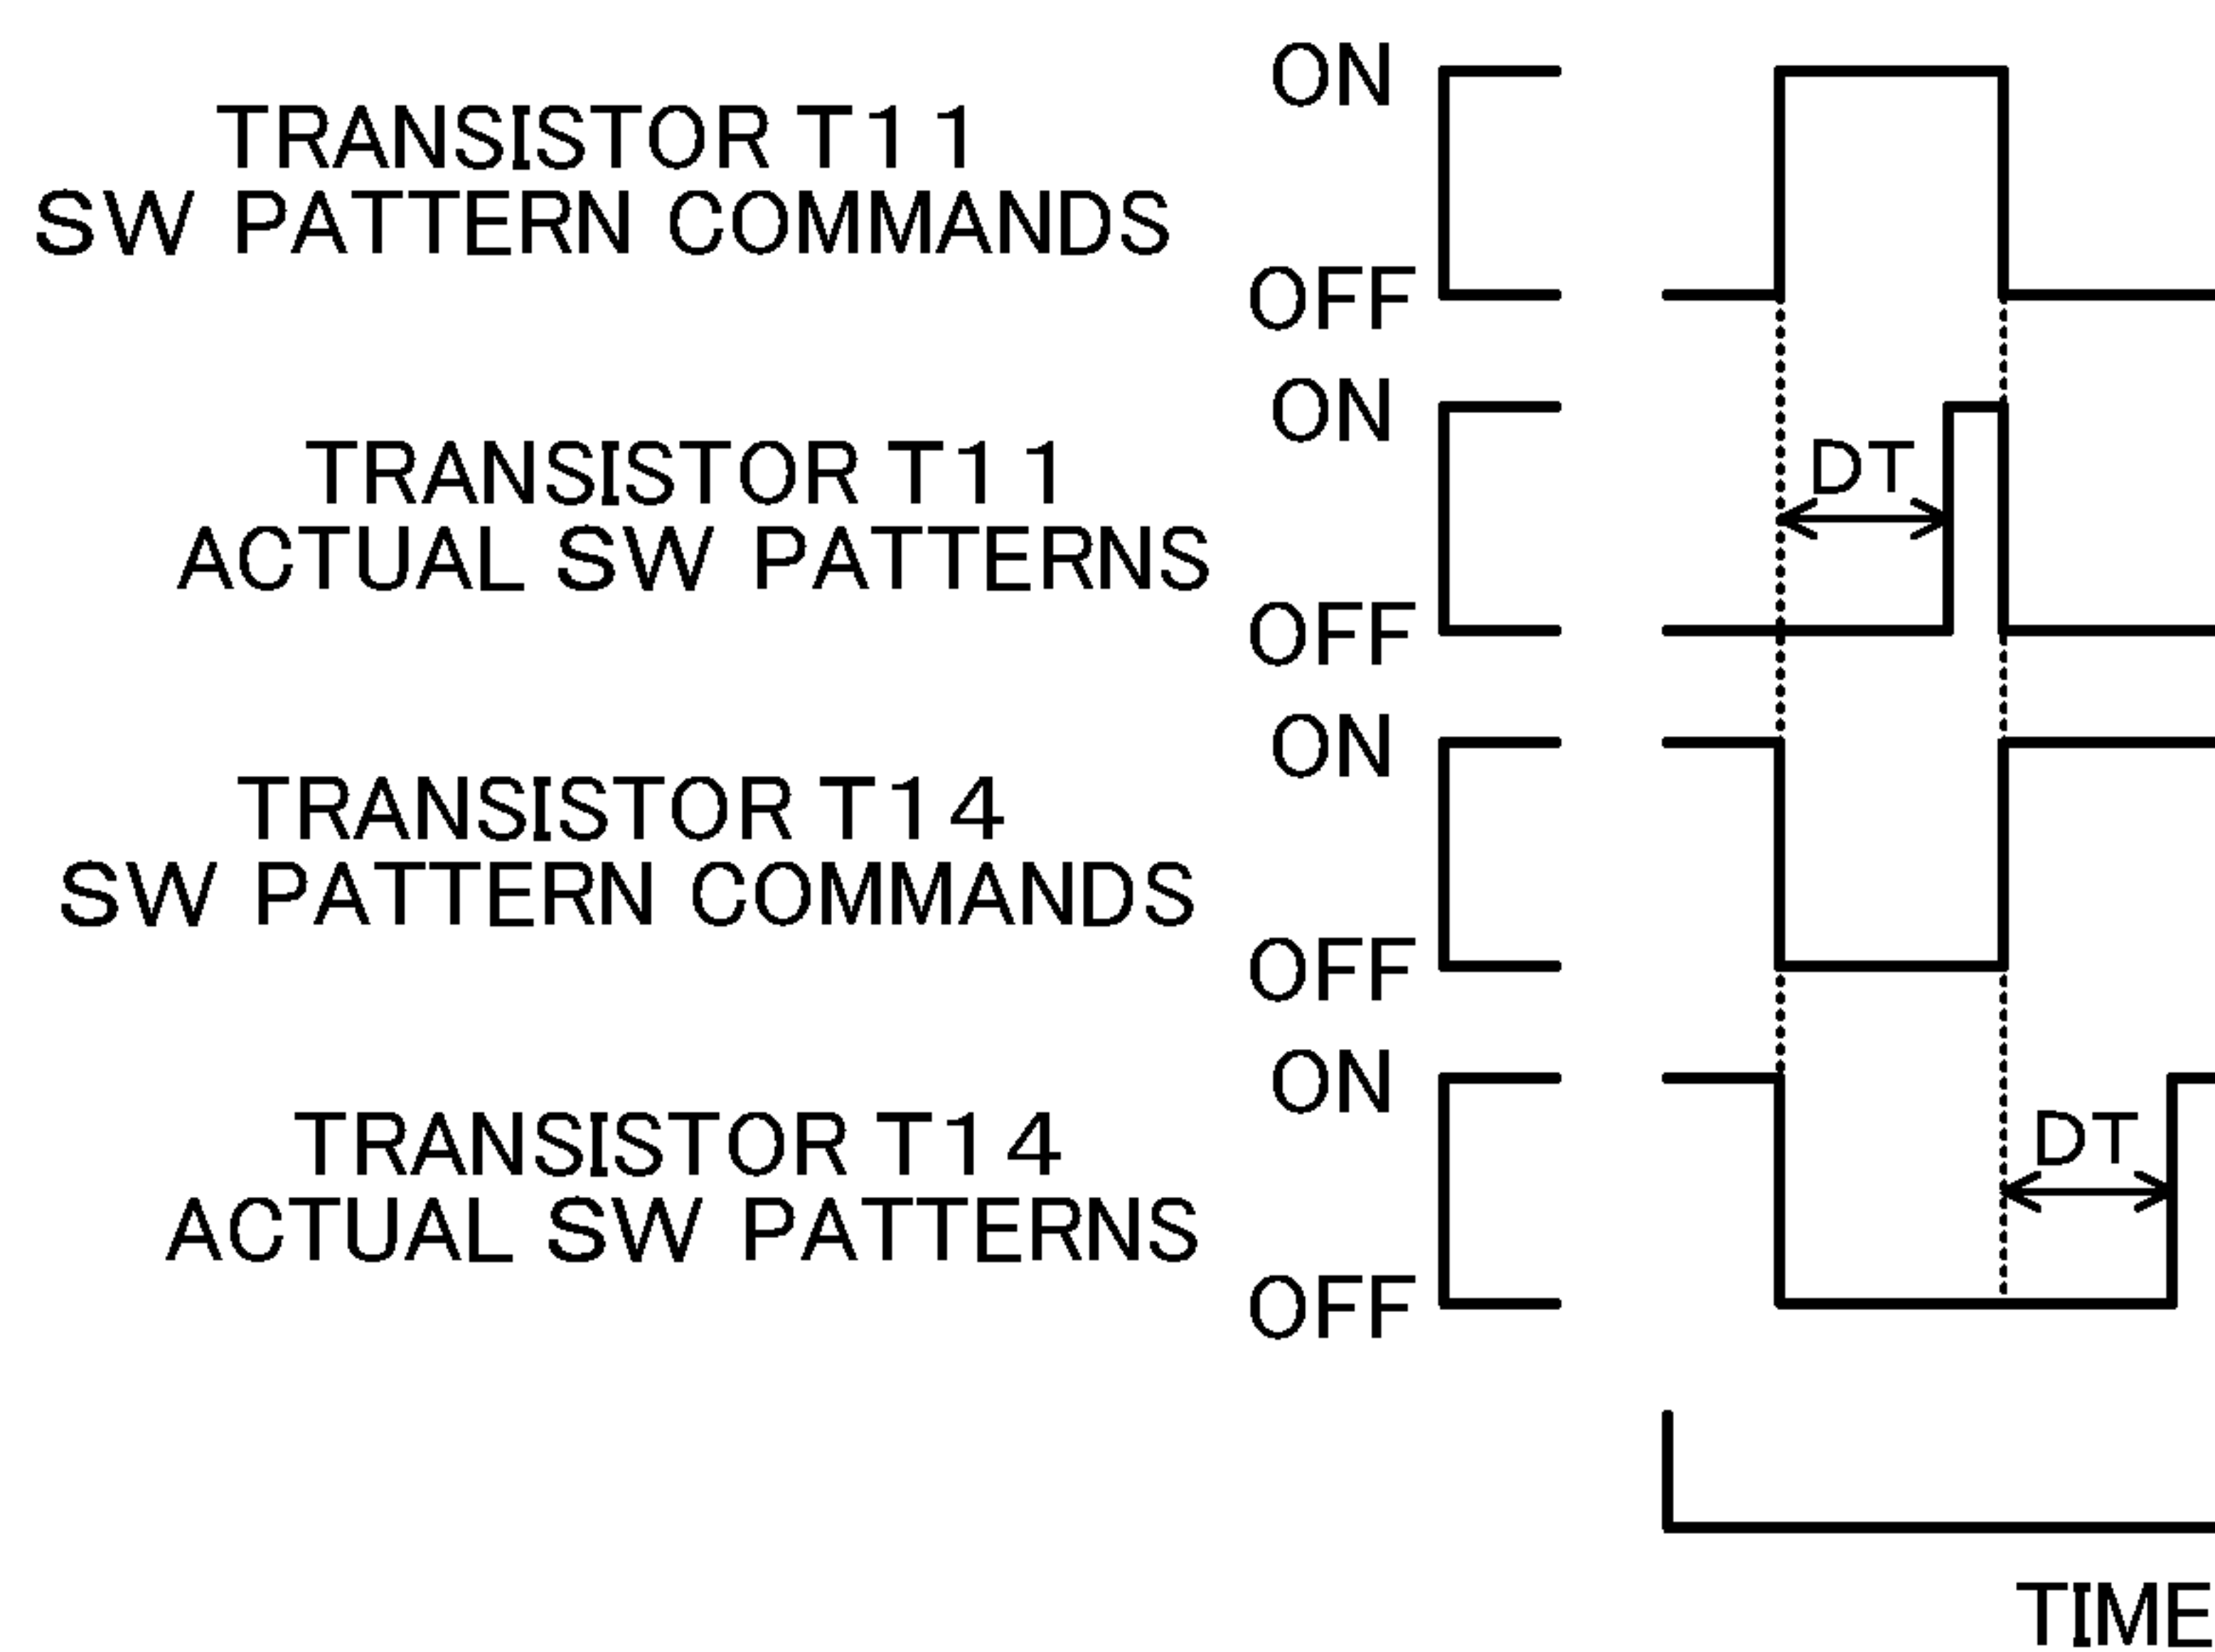 ON
TRANSISTOR T11
SW PATTERN COMMANDS
OFF
ON
TRANSISTOR T11
DT
ACTUAL SW PATTERNS
OFF
ON
TRANSISTOR T14
SW PATTERN COMMANDS
OFF
ON
TRANSISTOR T14
DT
ACTUAL SW PATTERNS
OFF
TIME